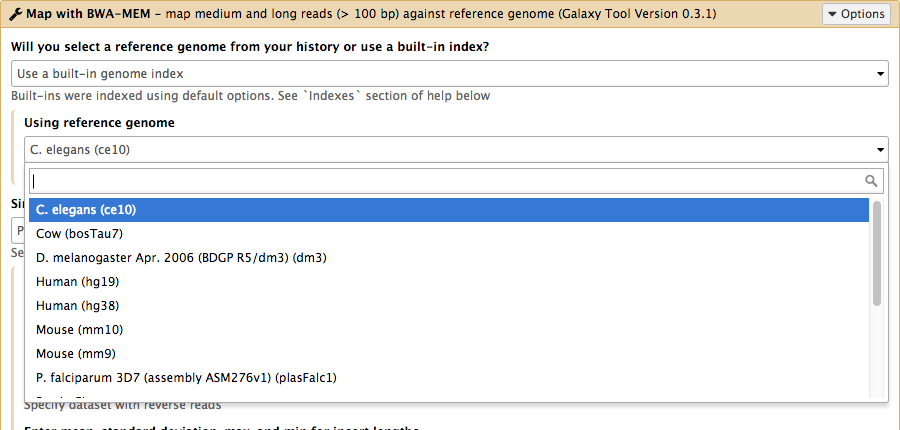 Map with BWA-MEM - map medium and long reads (> 100 bp) against reference genome (Galaxy Tool Version 0.3.1)
Options
Will you select a reference genome from your history or use a built-in index?
Use a built-in genome index
Built-ins were indexed using default options. See `Indexes` section of help below
Using reference genome
C. elegans (ce10)
C. elegans (ce10)
Cow (bosTau7)
D. melanogaster Apr. 2006 (BDGP R5/dm3) (dm3)
Human (hg19)
Human (hg38)
Mouse (mm10)
Mouse (mm9)
P. falciparum 3D7 (assembly ASM276v1) (plasFalc1)
Specify dataset with reverse reads
Enter mean, standard deviation, max, and min for insert lengths.